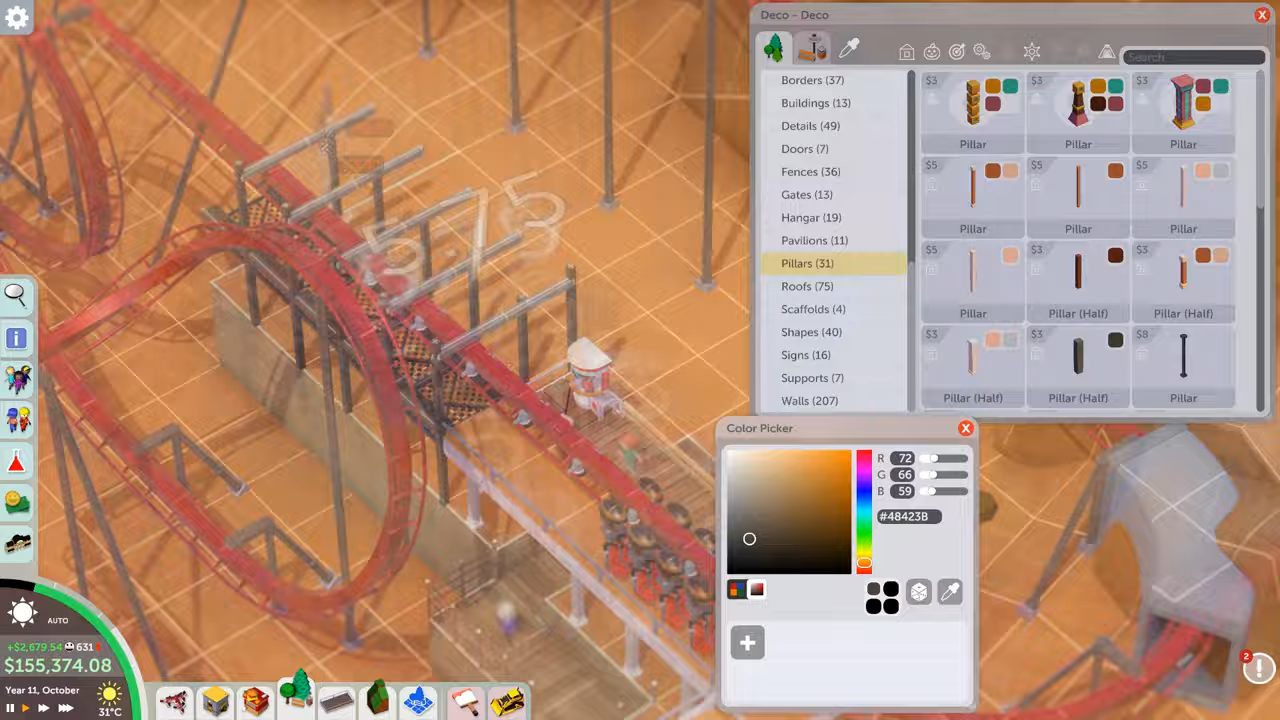 Deco - Deco
Search
Borders (37)
Buildings (13)
Details (49)
Doors (7)
Fences (36)
Gates (13)
Hangar (19)
Pavilions (11)
Pillars (31)
Roofs (75)
Scaffolds (4)
Shapes (40)
Signs (16)
Supports (7)
Walls (207)
$3 $3 $3
Pillar Pillar Pillar
$5 $5 $5
Pillar Pillar Pillar
$5 $3 $3
Pillar Pillar (Half) Pillar (Half)
$3 $3 $8
Pillar (Half) Pillar (Half) Pillar
Color Picker
R 72
G 66
B 59
#48423B
5.75
AUTO
+$2,679.54 631
$155,374.08
Year 11, October
31°C
2